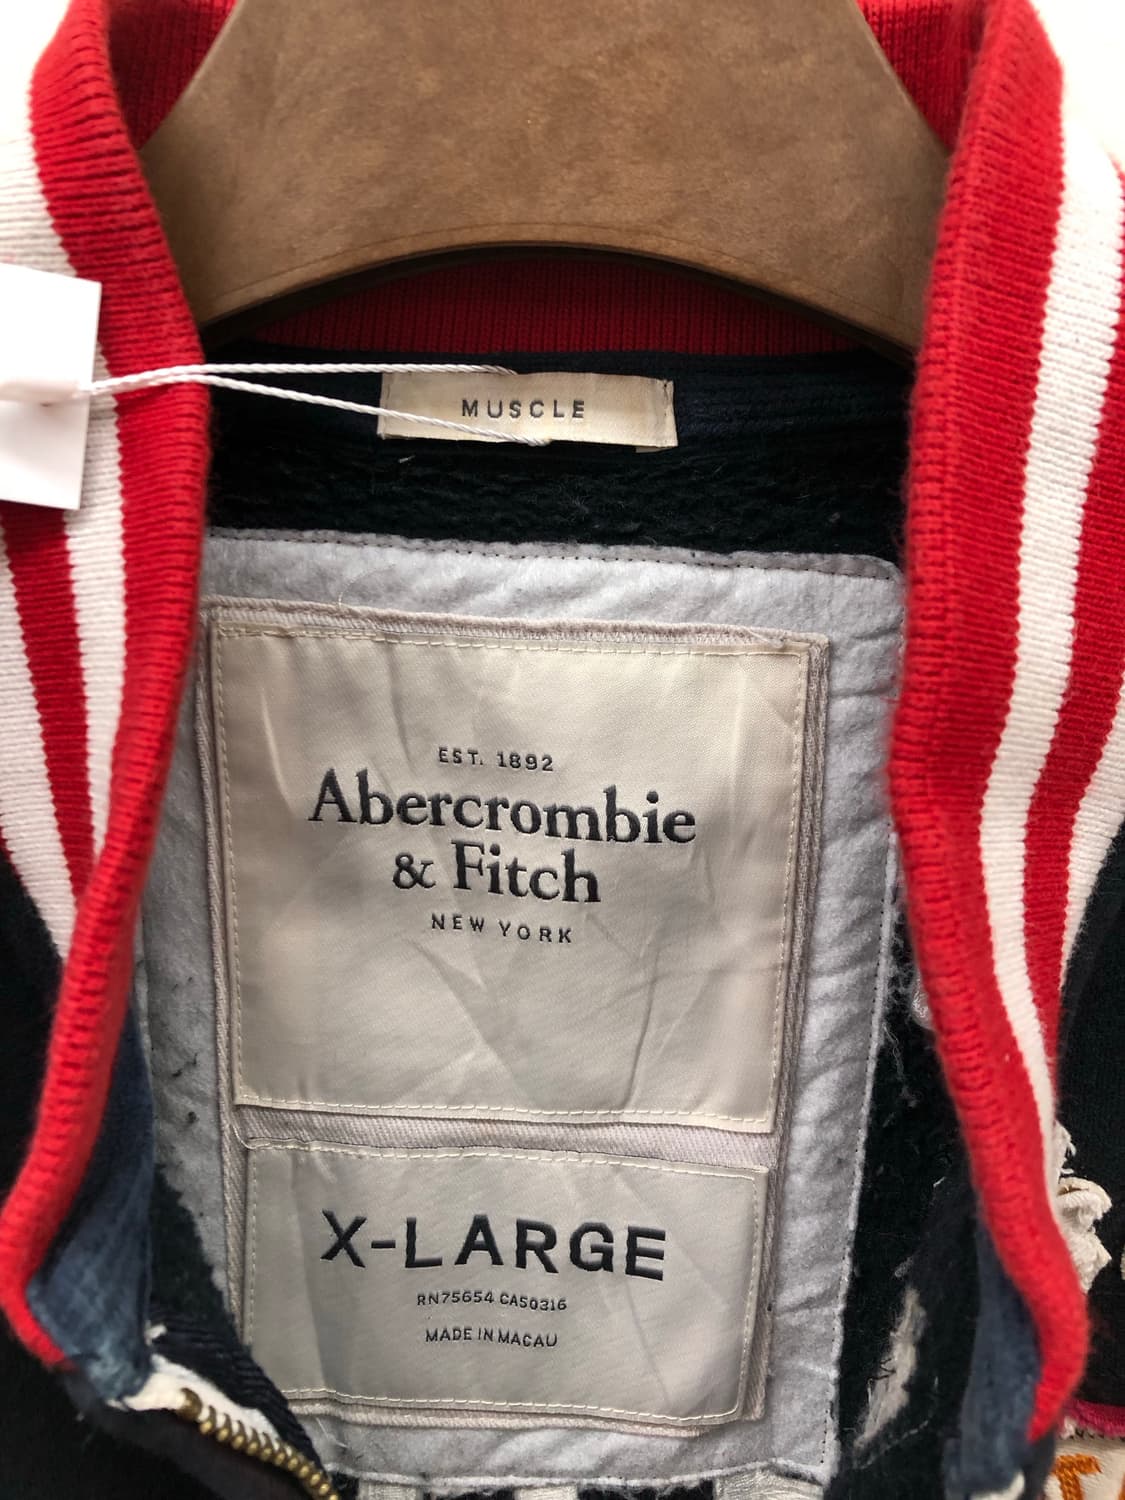 MUSCLE
EST. 1892
Abercrombie
& Fitch
NEW YORK
X-LARGE
RN75654 CA50316
MADE IN MACAU